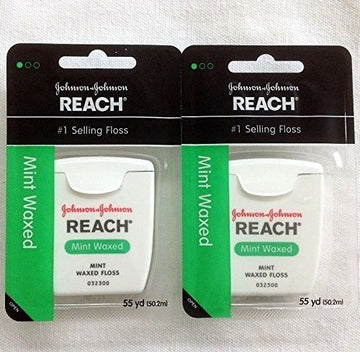 Johnson & Johnson
REACH®
#1 Selling Floss
Mint Waxed
Johnson & Johnson
REACH®
Mint Waxed
MINT
WAXED FLOSS
032300
OPEN
55 yd (50.2m)
Johnson & Johnson
REACH®
#1 Selling Floss
Mint Waxed
Johnson & Johnson
REACH®
Mint Waxed
MINT
WAXED FLOSS
032300
OPEN
55 yd (50.2m)